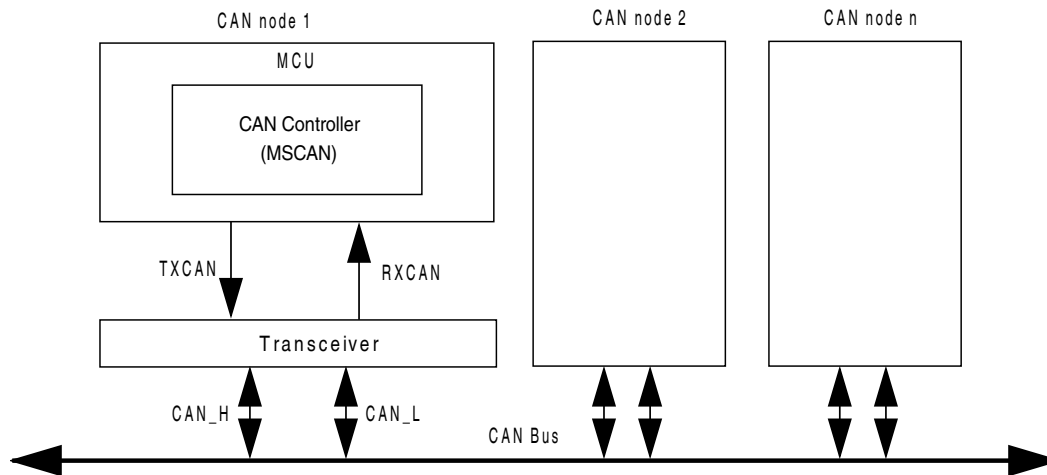 CAN node 1
CAN node 2
CAN node n
MCU
CAN Controller
(MSCAN)
TXCAN
RXCAN
Transceiver
CAN_H
CAN_L
CAN Bus